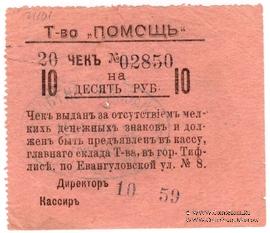 Т-во „ПОМОЩЬ"
20 ЧЕКЪ № 02850
на
10 ДЕСЯТЬ РУБ 10
Чекъ выданъ за отсутствіемъ мел-
кихъ денежныхъ знаковъ и дол-
женъ быть предъявленъ въ кассу,
главнаго склада Т-ва, въ гор. Тиф-
лисѣ, по Евангуловской ул. № 8.
Директоръ
10 59
Кассиръ